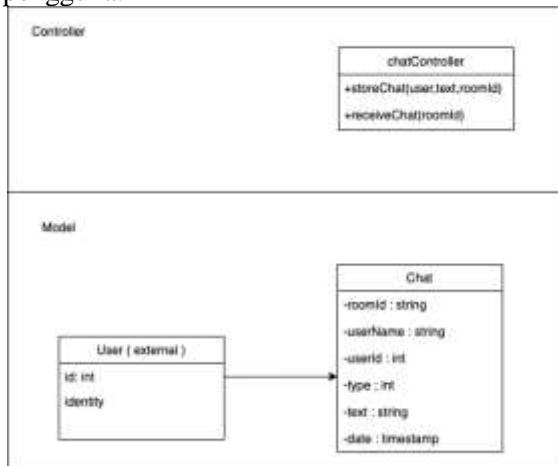 pengguna.
Controller
chatController
+storeChat(user,text,roomId)
+receiveChat(roomId)
Model
Chat
-roomId : string
-userName : string
-userId : int
-type : int
-text : string
-date : timestamp
User ( external )
id: int
identity